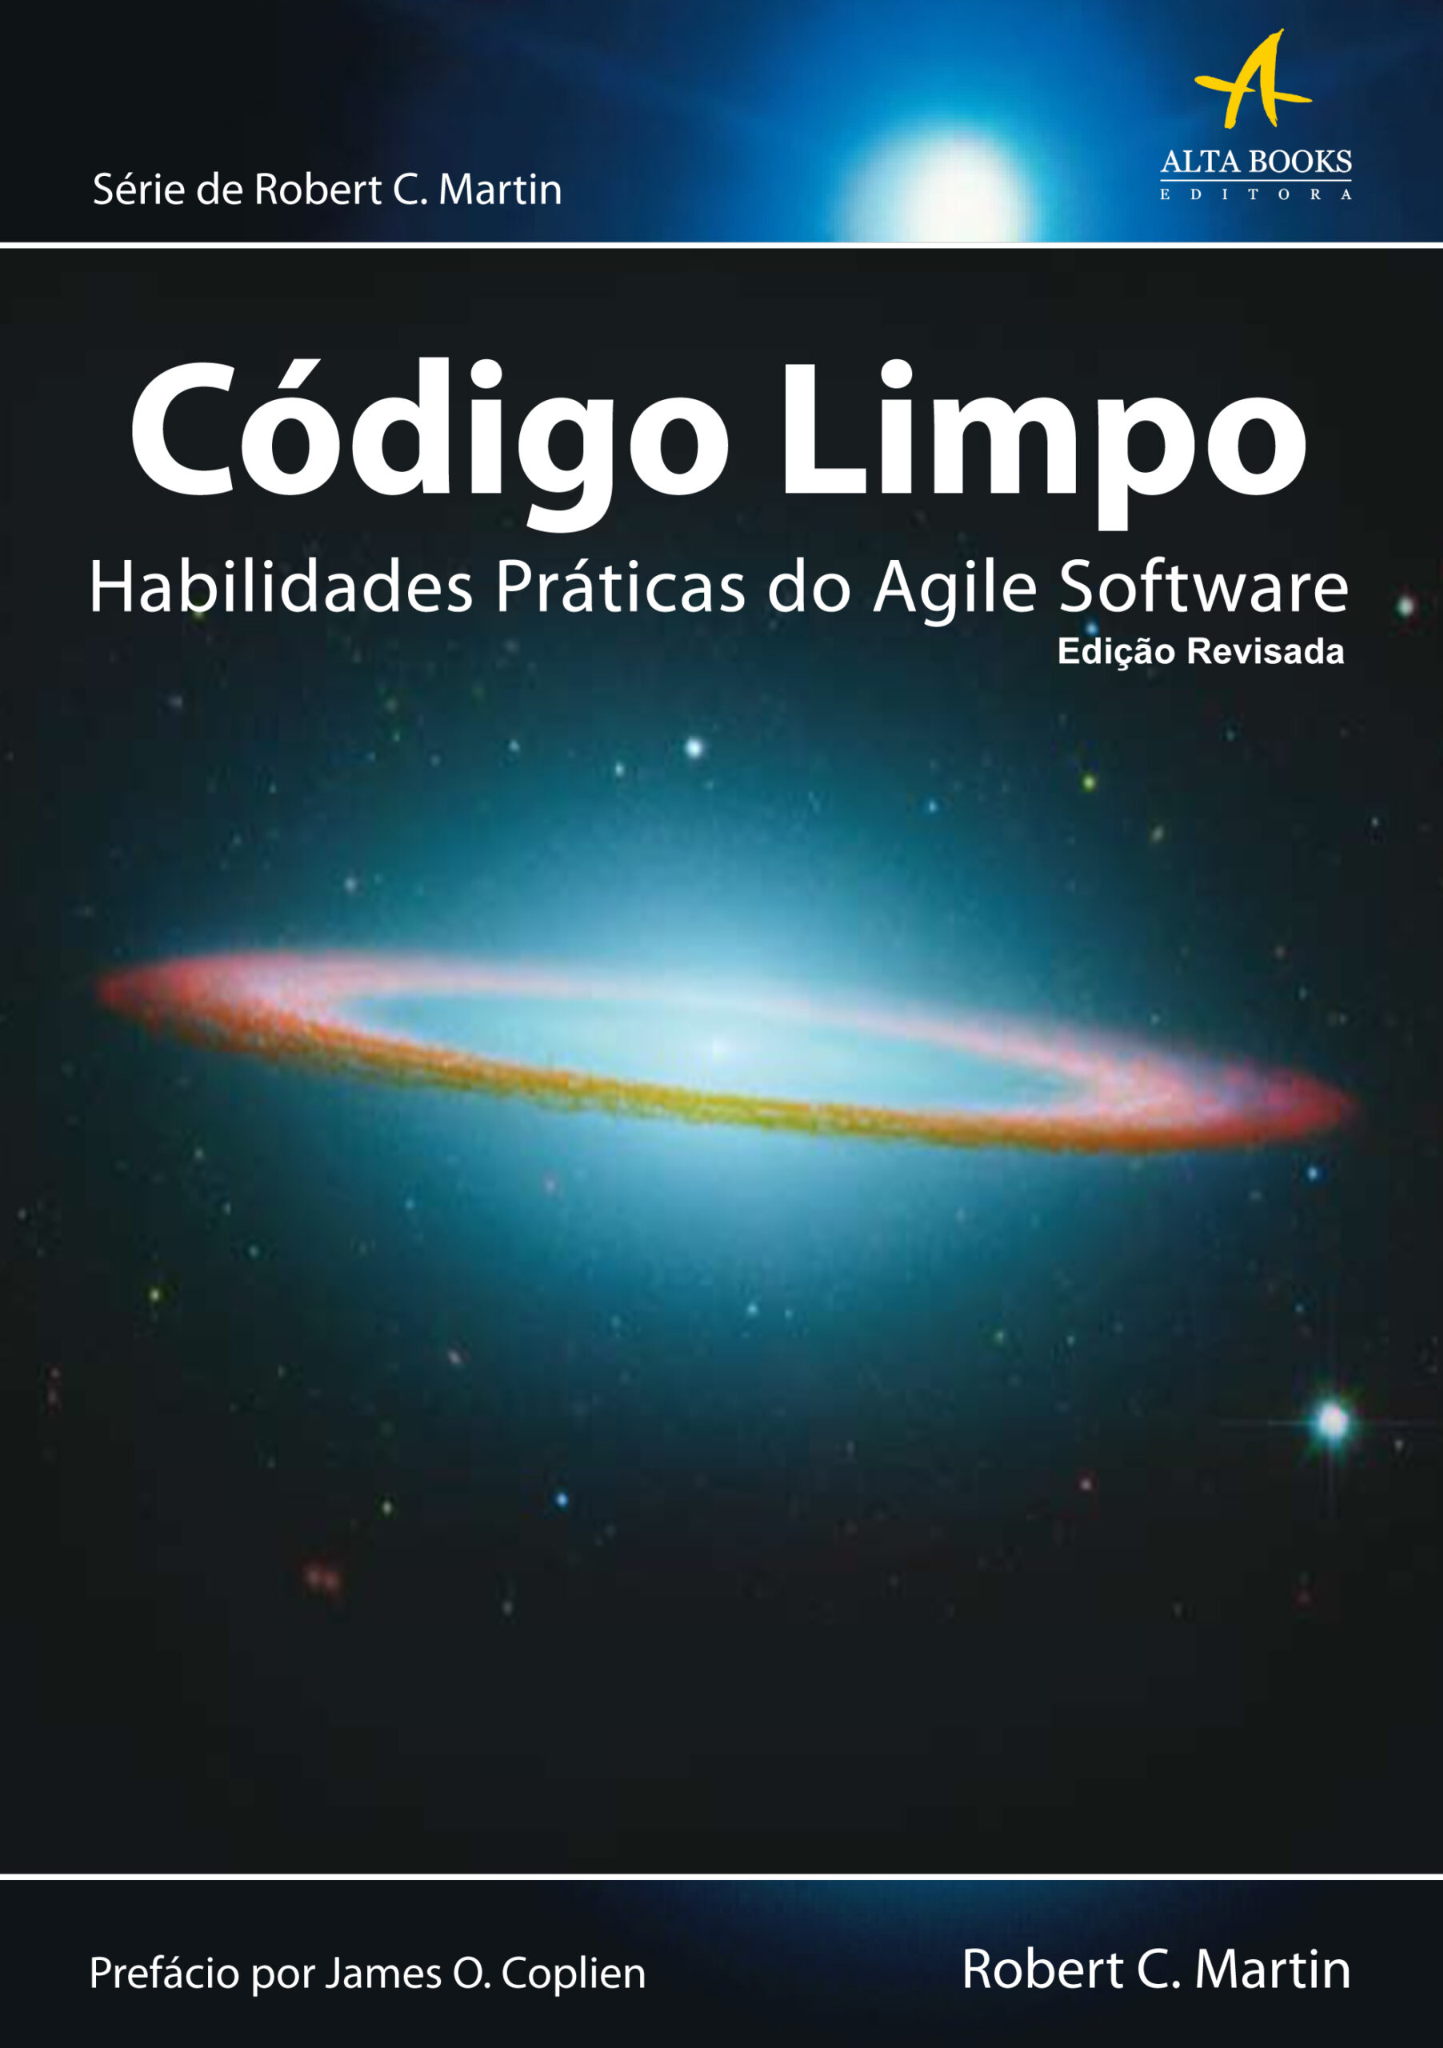 Série de Robert C. Martin
ALTA BOOKS
EDITORA
Código Limpo
Habilidades Práticas do Agile Software
Edição Revisada
Prefácio por James O. Coplien
Robert C. Martin